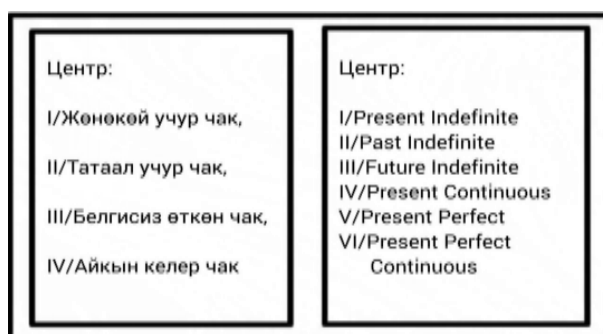 Центр:
I/Жөнөкөй учур чак,
II/Татаал учур чак,
III/Белгисиз өткөн чак,
IV/Айкын келер чак
Центр:
I/Present Indefinite
II/Past Indefinite
III/Future Indefinite
IV/Present Continuous
V/Present Perfect
VI/Present Perfect
Continuous